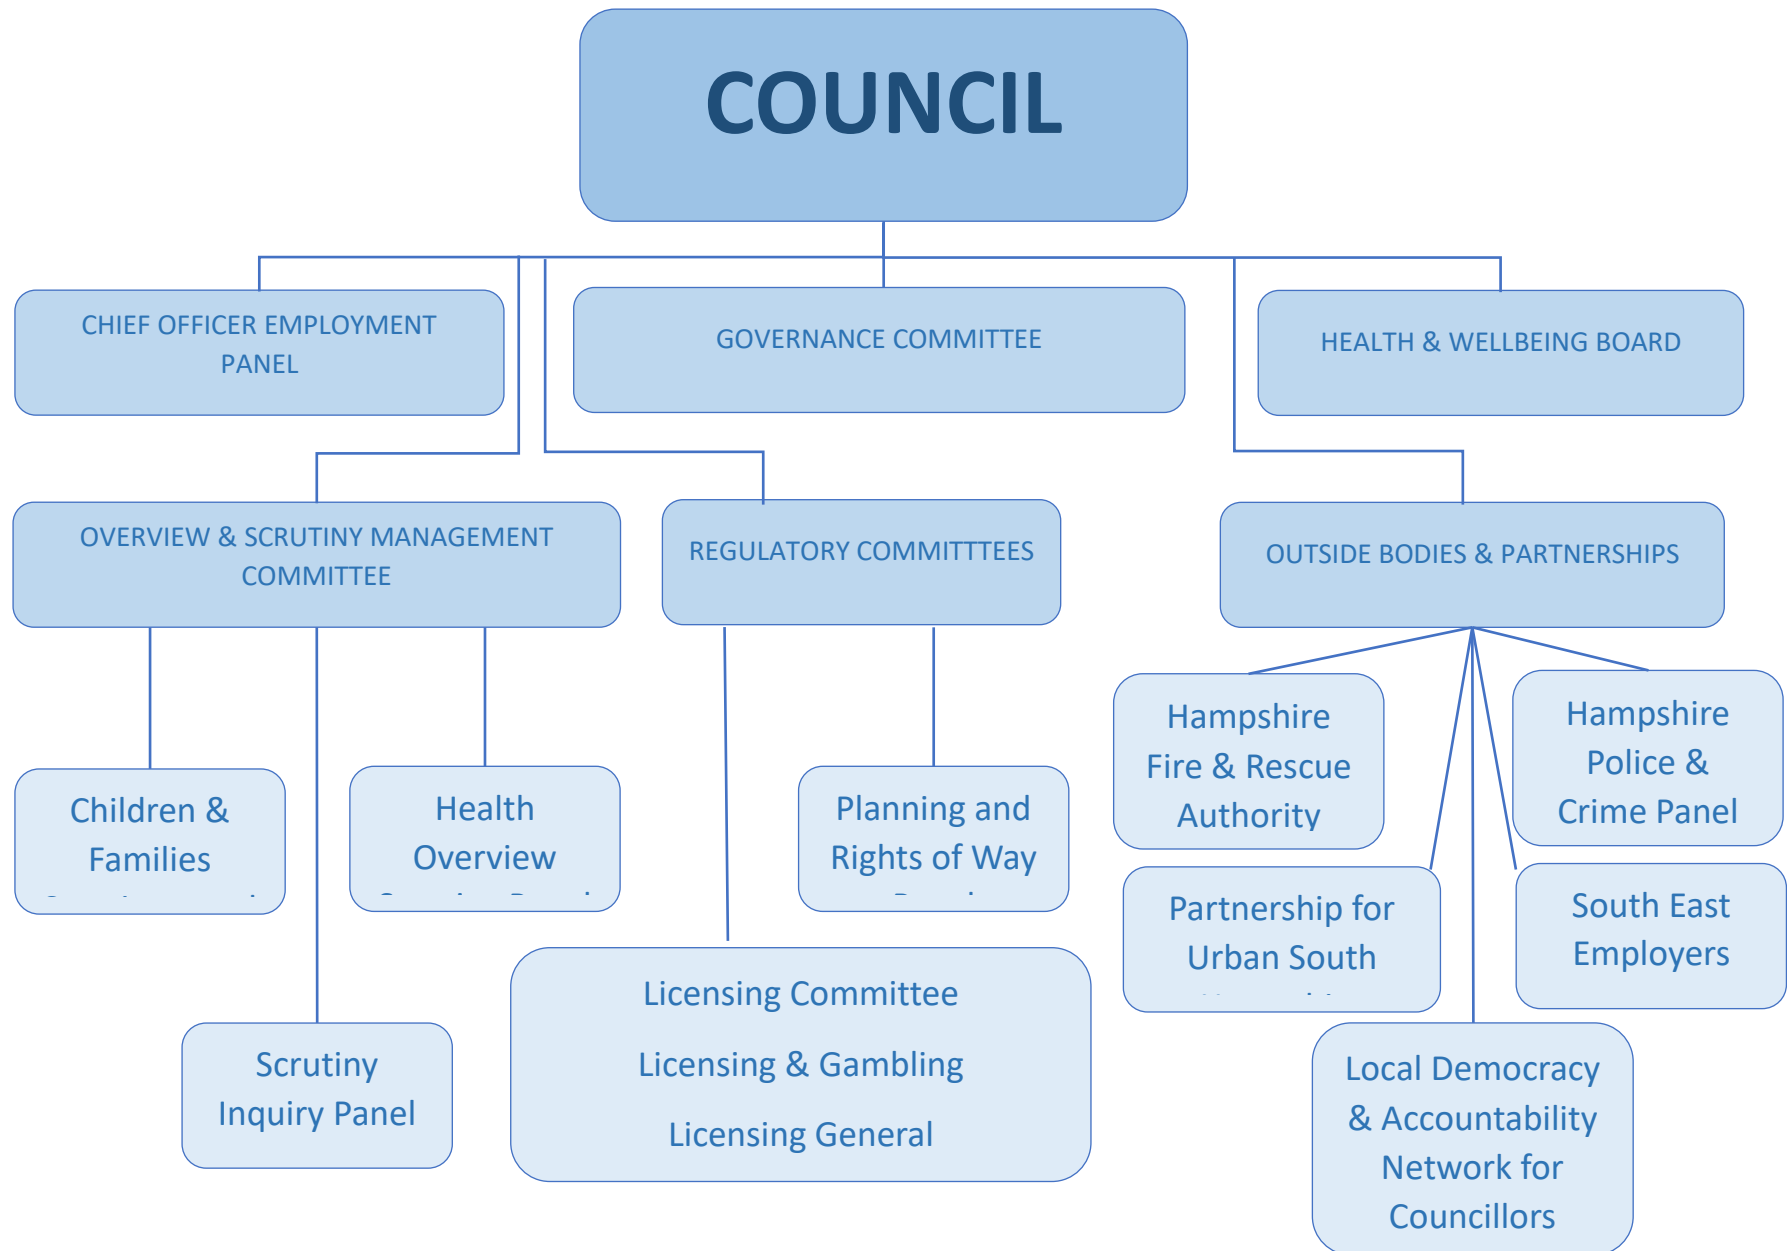 COUNCIL
CHIEF OFFICER EMPLOYMENT
PANEL
GOVERNANCE COMMITTEE
HEALTH & WELLBEING BOARD
OVERVIEW & SCRUTINY MANAGEMENT
COMMITTEE
REGULATORY COMMITTTEES
OUTSIDE BODIES & PARTNERSHIPS
Children &
Families
Health
Overview
Scrutiny
Inquiry Panel
Planning and
Rights of Way
Licensing Committee
Licensing & Gambling
Licensing General
Hampshire
Fire & Rescue
Authority
Hampshire
Police &
Crime Panel
Partnership for
Urban South
South East
Employers
Local Democracy
& Accountability
Network for
Councillors